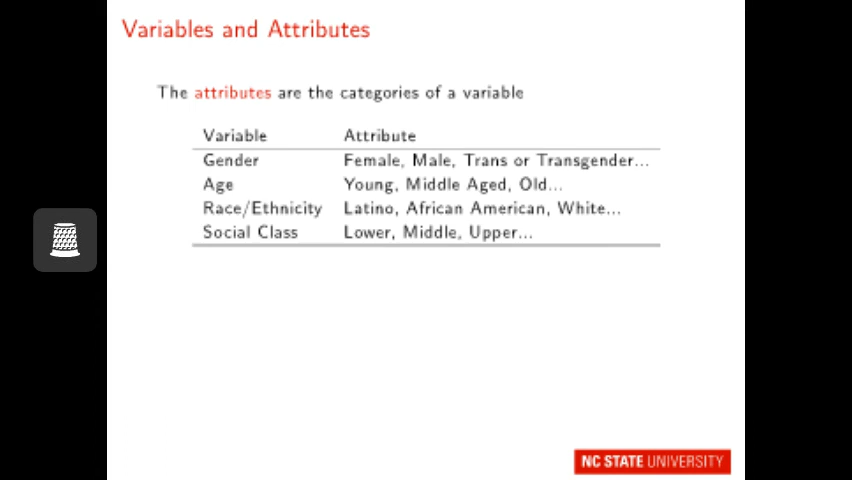 Variables and Attributes
The attributes are the categories of a variable
Variable Attribute
Gender Female, Male, Trans or Transgender...
Age Young, Middle Aged, Old...
Race/Ethnicity Latino, African American, White...
Social Class Lower, Middle, Upper...
NC STATE UNIVERSITY